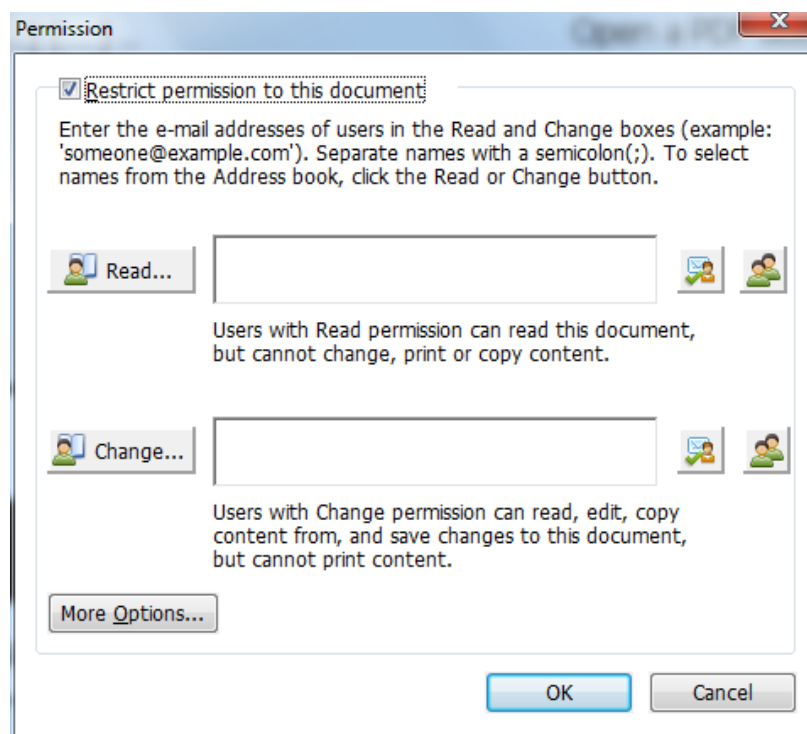 Permission
Open a PDF
Restrict permission to this document
Enter the e-mail addresses of users in the Read and Change boxes (example:
'someone@example.com'). Separate names with a semicolon(;). To select
names from the Address book, click the Read or Change button.
Read...
Users with Read permission can read this document,
but cannot change, print or copy content.
Change...
Users with Change permission can read, edit, copy
content from, and save changes to this document,
but cannot print content.
More Options...
OK
Cancel